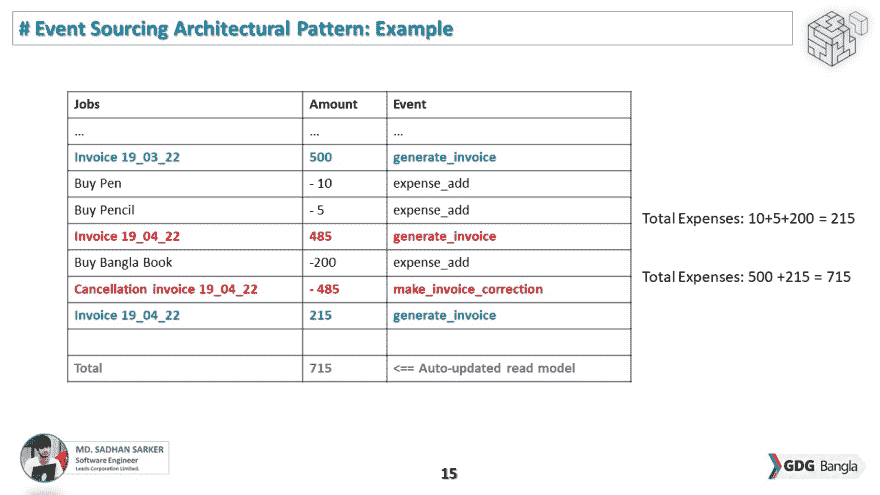 # Event Sourcing Architectural Pattern: Example
Jobs Amount Event
... ... ...
Invoice 19_03_22 500 generate_invoice
Buy Pen - 10 expense_add
Buy Pencil - 5 expense_add
Invoice 19_04_22 485 generate_invoice
Buy Bangla Book -200 expense_add
Cancellation invoice 19_04_22 - 485 make_invoice_correction
Invoice 19_04_22 215 generate_invoice
Total 715 <== Auto-updated read model
Total Expenses: 10+5+200 = 215
Total Expenses: 500 +215 = 715
MD. SADHAN SARKER
Software Engineer
Leads Corporation Limited.
15
GDG Bangla